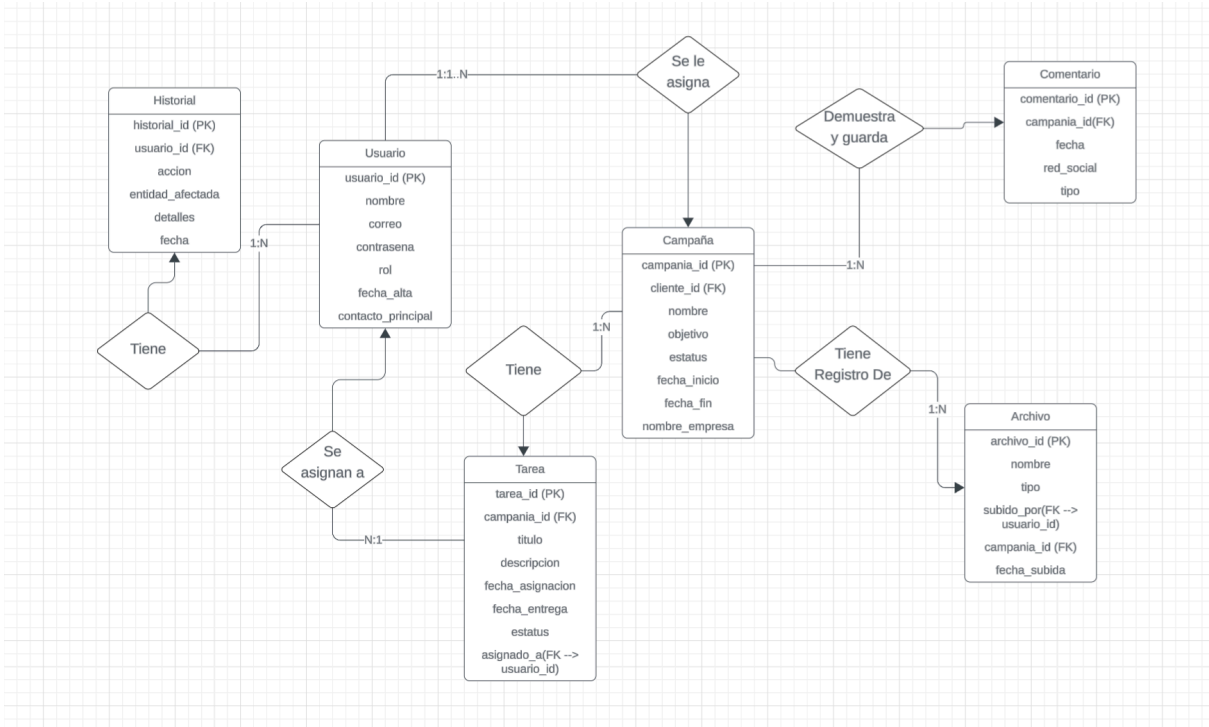 Se le
asigna
1:1..N
Comentario
comentario_id (PK)
campania_id(FK)
fecha
red_social
tipo
Demuestra
y guarda
Historial
historial_id (PK)
usuario_id (FK)
accion
entidad_afectada
detalles
fecha
Usuario
usuario_id (PK)
nombre
correo
contrasena
rol
fecha_alta
contacto_principal
1:N
Tiene
Campaña
campania_id (PK)
cliente_id (FK)
nombre
objetivo
estatus
fecha_inicio
fecha_fin
nombre_empresa
1:N
1:N
Tiene
Tiene
Registro De
1:N
Archivo
archivo_id (PK)
nombre
tipo
subido_por(FK -->
usuario_id)
campania_id (FK)
fecha_subida
Se
asignan a
N:1
Tarea
tarea_id (PK)
campania_id (FK)
titulo
descripcion
fecha_asignacion
fecha_entrega
estatus
asignado_a(FK -->
usuario_id)